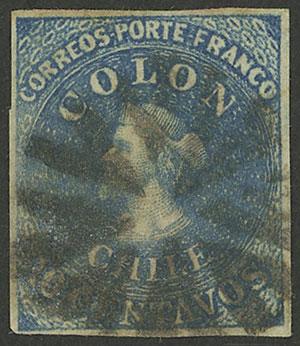 CORREOS PORTE FRANCO
COLON
CHILE
CENTAVOS